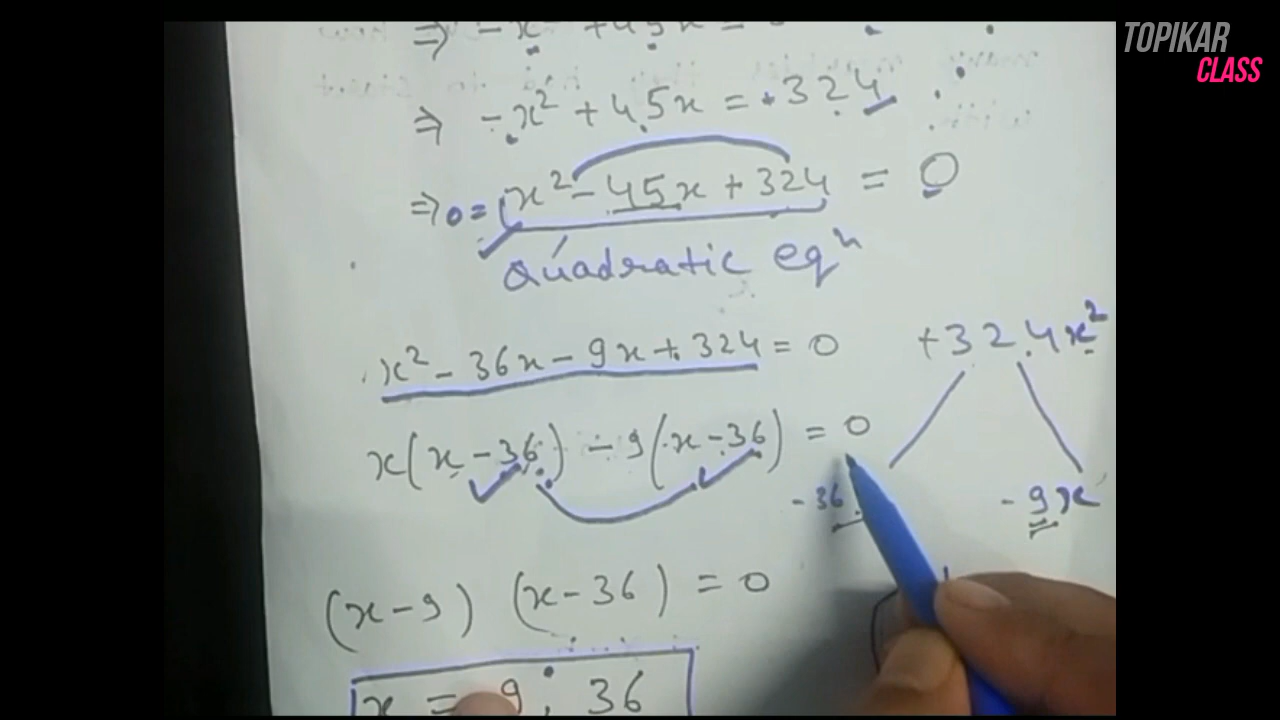 TOPIKAR
CLASS
⇒ -x² + 45x = 324
⇒ 0 = x² - 45x + 324 = 0
Quadratic eqⁿ
x² - 36x - 9x + 324 = 0
+324x²
x(x - 36) - 9(x - 36) = 0
-36
-9x
(x - 9) (x - 36) = 0
x = 9, 36